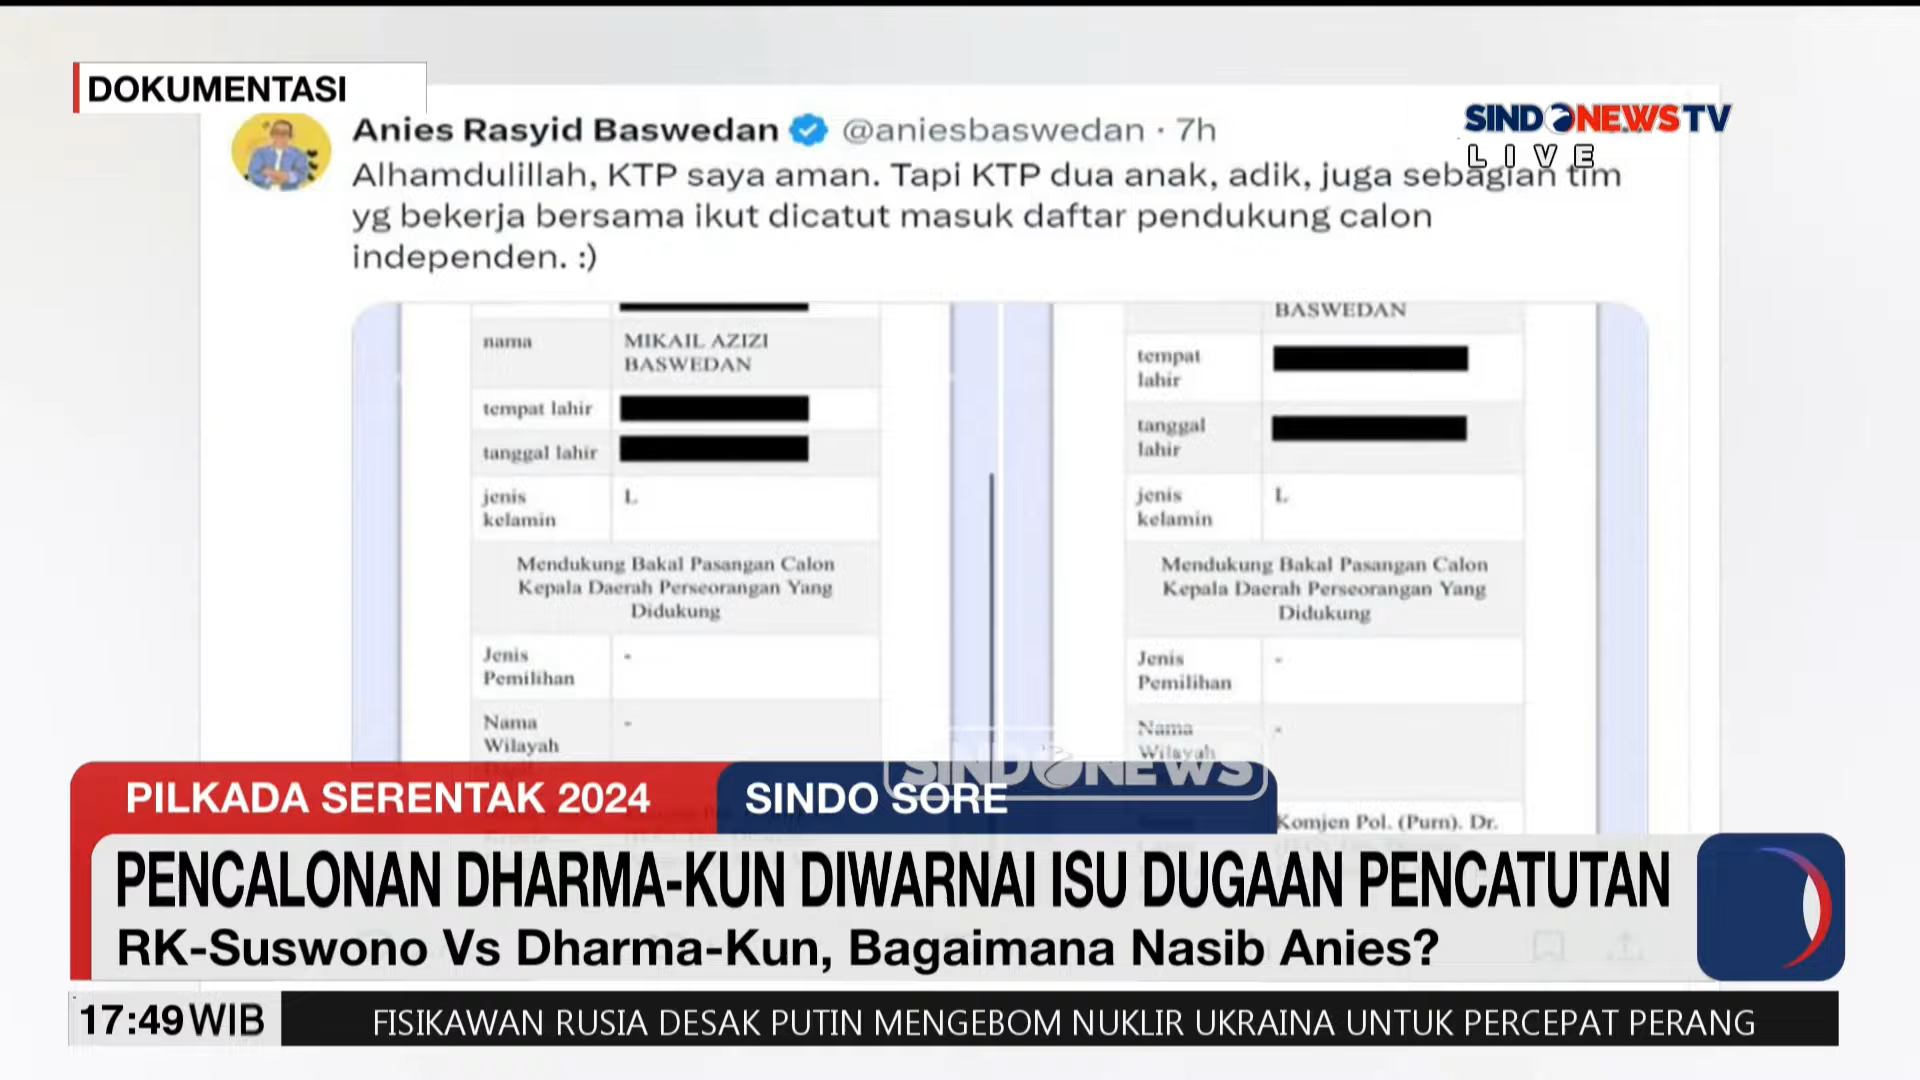 DOKUMENTASI
SINDONEWS TV
LIVE
Anies Rasyid Baswedan @aniesbaswedan · 7h
Alhamdulillah, KTP saya aman. Tapi KTP dua anak, adik, juga sebagian tim
yg bekerja bersama ikut dicatut masuk daftar pendukung calon
independen. :)
nama MIKAIL AZIZI
BASWEDAN
tempat lahir
tanggal lahir
jenis L
kelamin
Mendukung Bakal Pasangan Calon
Kepala Daerah Perseorangan Yang
Didukung
Jenis -
Pemilihan
Nama -
Wilayah
BASWEDAN
tempat
lahir
tanggal
lahir
jenis L
kelamin
Mendukung Bakal Pasangan Calon
Kepala Daerah Perseorangan Yang
Didukung
Jenis -
Pemilihan
Nama -
Wilayah
Komjen Pol. (Purn). Dr.
SINDONEWS
PILKADA SERENTAK 2024
SINDO SORE
PENCALONAN DHARMA-KUN DIWARNAI ISU DUGAAN PENCATUTAN
RK-Suswono Vs Dharma-Kun, Bagaimana Nasib Anies?
17:49 WIB
FISIKAWAN RUSIA DESAK PUTIN MENGEBOM NUKLIR UKRAINA UNTUK PERCEPAT PERANG